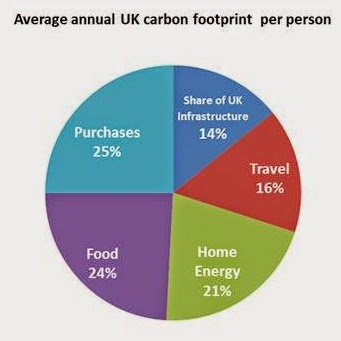 Average annual UK carbon footprint per person
Share of UK
Infrastructure
14%
Travel
16%
Home
Energy
21%
Food
24%
Purchases
25%